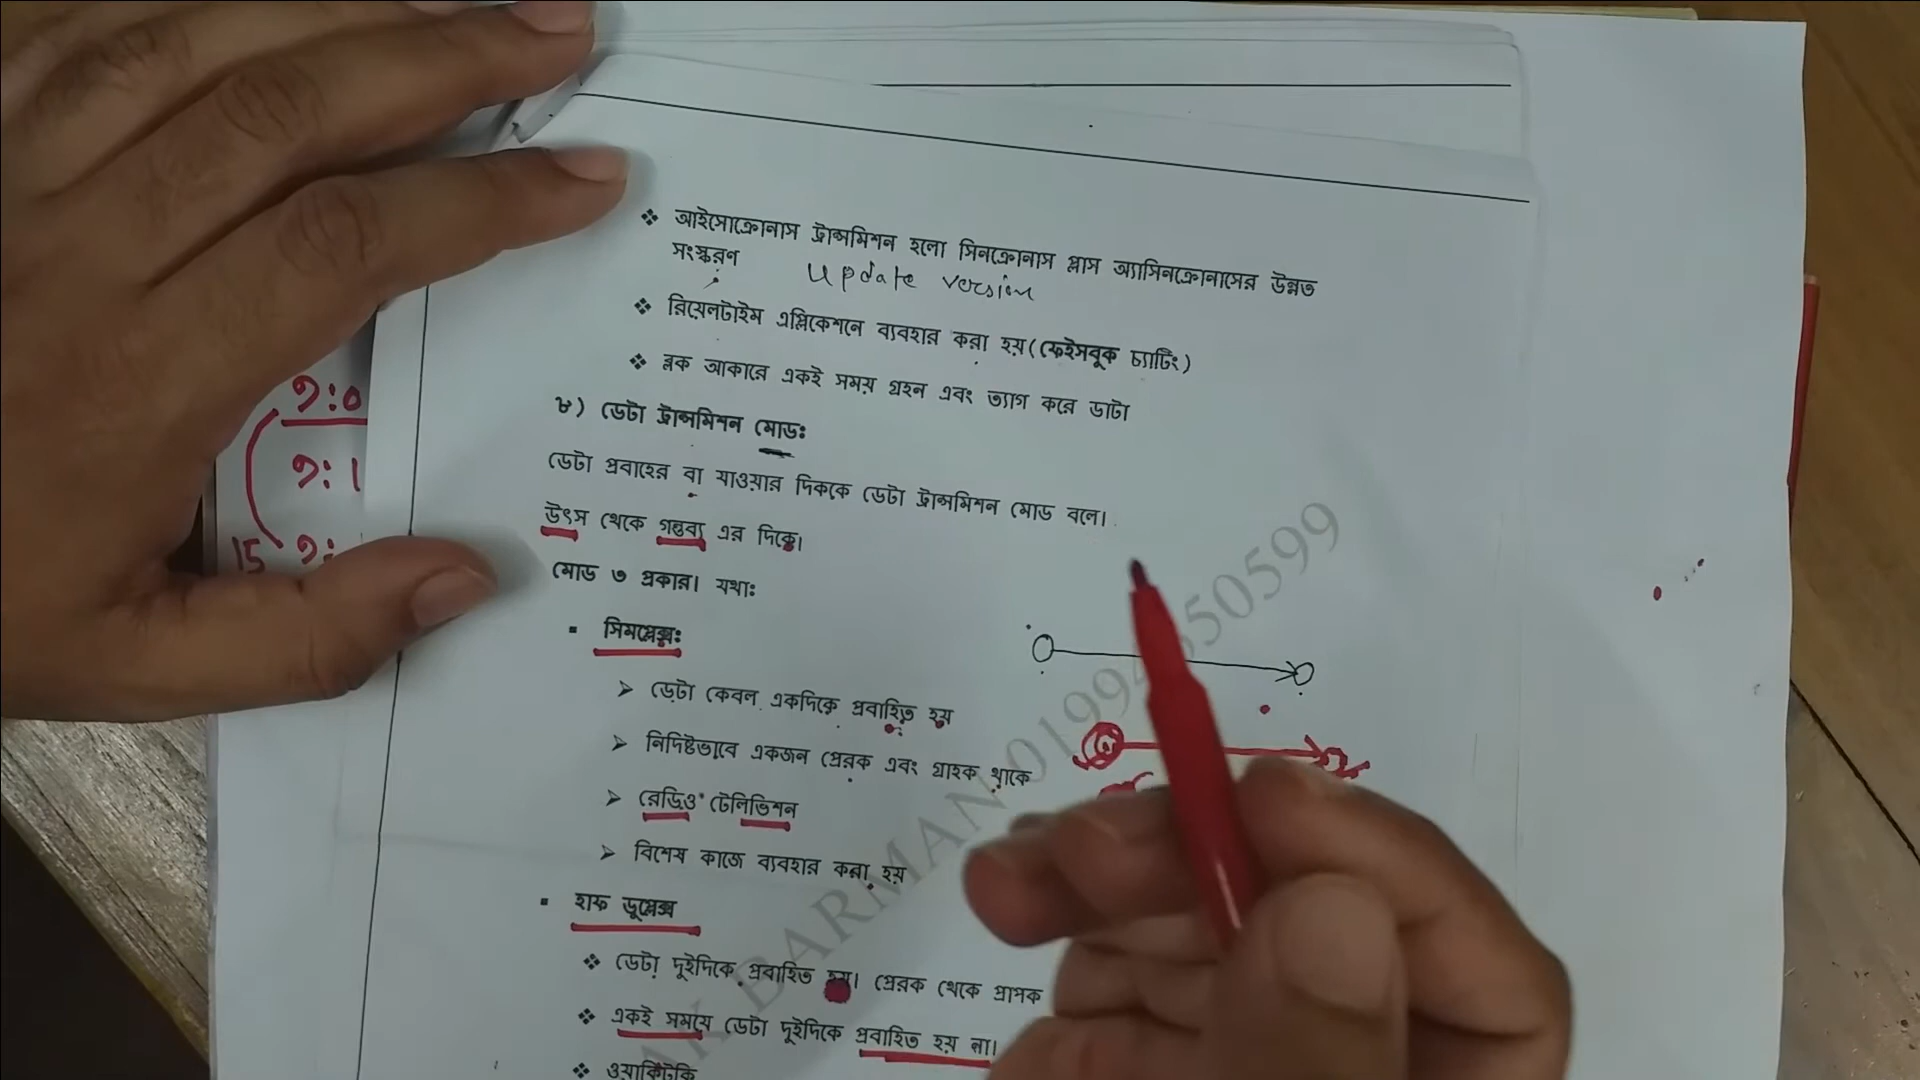 ❖ আইসোক্রোনাস ট্রান্সমিশন হলো সিনক্রোনাস প্লাস অ্যাসিনক্রোনাসের উন্নত
সংস্করণ update version
❖ রিয়েলটাইম এপ্লিকেশনে ব্যবহার করা হয়(ফেইসবুক চ্যাটিং)
❖ ব্লক আকারে একই সময় গ্রহন এবং ত্যাগ করে ডাটা
৮) ডেটা ট্রান্সমিশন মোডঃ
ডেটা প্রবাহের বা যাওয়ার দিককে ডেটা ট্রান্সমিশন মোড বলে।
উৎস থেকে গন্তব্য এর দিকে।
মোড ৩ প্রকার। যথাঃ
▪ সিমপ্লেক্সঃ
➢ ডেটা কেবল একদিকে প্রবাহিত হয়
➢ নিদিষ্টভাবে একজন প্রেরক এবং গ্রাহক থাকে
➢ রেডিও টেলিভিশন
➢ বিশেষ কাজে ব্যবহার করা হয়
▪ হাফ ডুপ্লেক্স
❖ ডেটা দুইদিকে প্রবাহিত হয়। প্রেরক থেকে প্রাপক
❖ একই সময়ে ডেটা দুইদিকে প্রবাহিত হয় না।
❖ ওয়াকিটকি
15